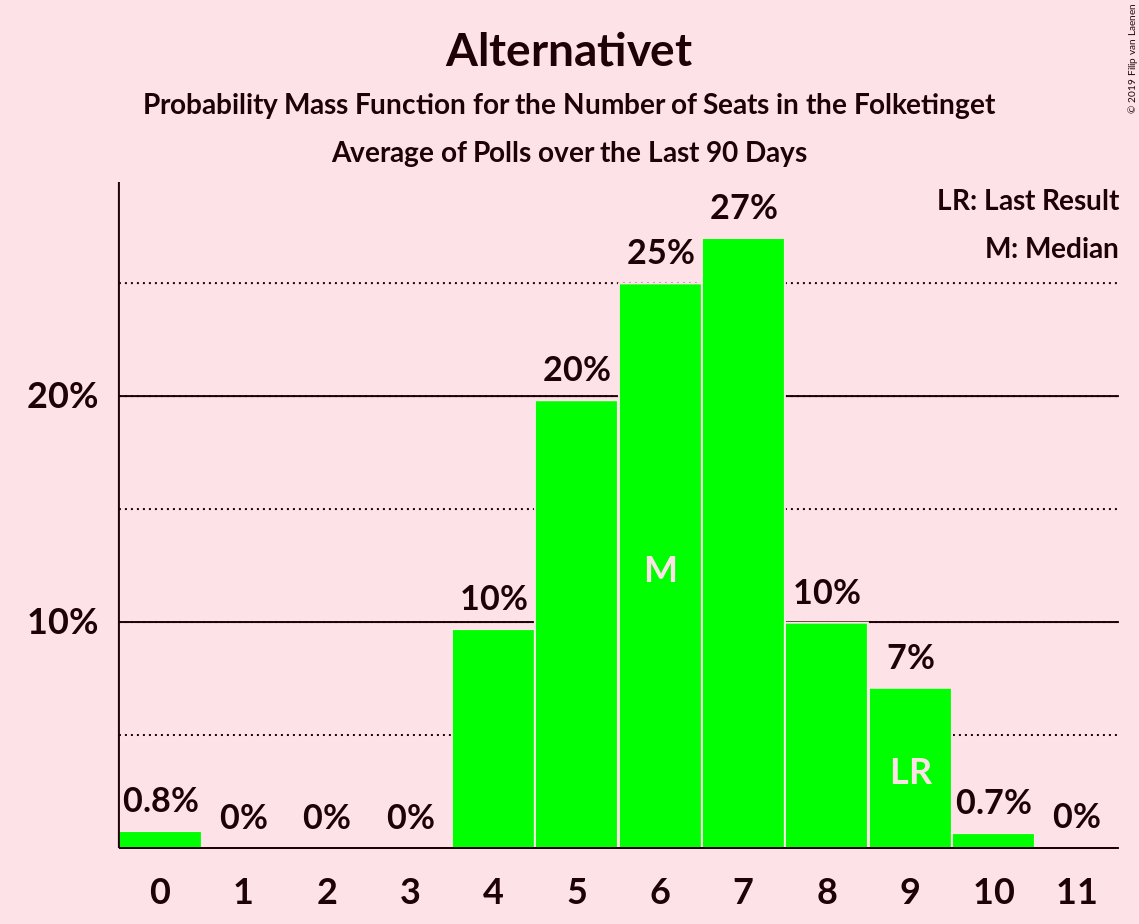 Alternativet
Probability Mass Function for the Number of Seats in the Folketinget
Average of Polls over the Last 90 Days
© 2019 Filip van Laenen
LR: Last Result
M: Median
27%
25%
20%
20%
10%
10%
10%
7%
0.8%
0%
0%
0%
0.7%
0%
M
LR
0 1 2 3 4 5 6 7 8 9 10 11